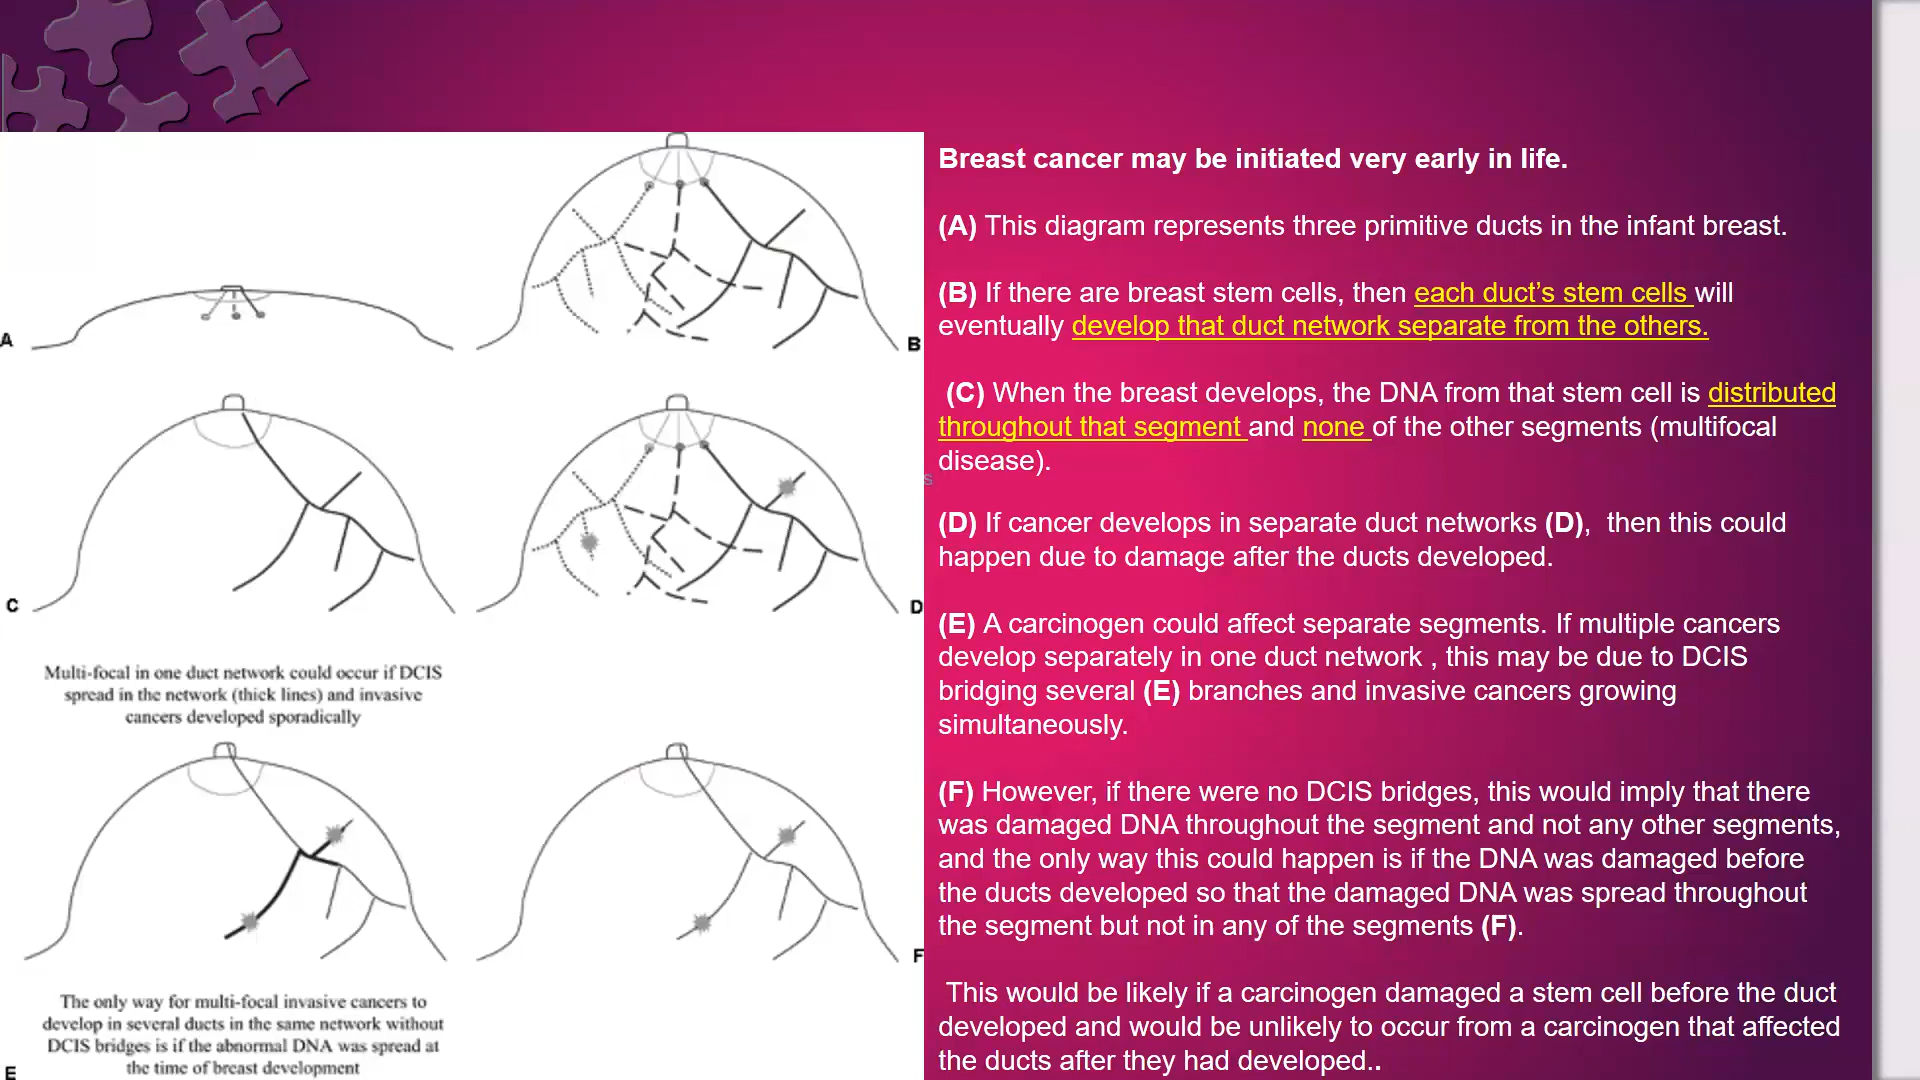 A
B
C
D
Multi-focal in one duct network could occur if DCIS
spread in the network (thick lines) and invasive
cancers developed sporadically
F
The only way for multi-focal invasive cancers to
develop in several ducts in the same network without
DCIS bridges is if the abnormal DNA was spread at
the time of breast development
E
s
Breast cancer may be initiated very early in life.
(A) This diagram represents three primitive ducts in the infant breast.
(B) If there are breast stem cells, then each duct’s stem cells will
eventually develop that duct network separate from the others.
(C) When the breast develops, the DNA from that stem cell is distributed
throughout that segment and none of the other segments (multifocal
disease).
(D) If cancer develops in separate duct networks (D), then this could
happen due to damage after the ducts developed.
(E) A carcinogen could affect separate segments. If multiple cancers
develop separately in one duct network , this may be due to DCIS
bridging several (E) branches and invasive cancers growing
simultaneously.
(F) However, if there were no DCIS bridges, this would imply that there
was damaged DNA throughout the segment and not any other segments,
and the only way this could happen is if the DNA was damaged before
the ducts developed so that the damaged DNA was spread throughout
the segment but not in any of the segments (F).
This would be likely if a carcinogen damaged a stem cell before the duct
developed and would be unlikely to occur from a carcinogen that affected
the ducts after they had developed..